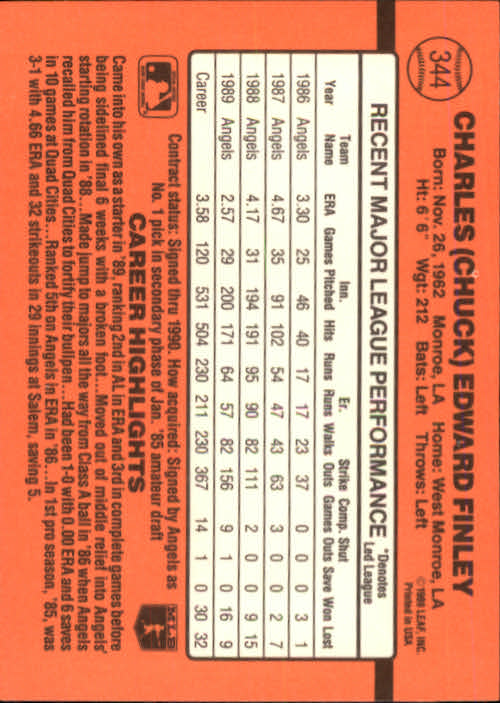 344
CHARLES (CHUCK) EDWARD FINLEY
Born: Nov. 26, 1962 Monroe, LA Home: West Monroe, LA
Ht: 6'6" Wgt: 212 Bats: Left Throws: Left
©1989 LEAF, INC.
Printed in USA
RECENT MAJOR LEAGUE PERFORMANCE *Denotes Led League
Year Team Name ERA Games Inn. Pitched Hits Runs Er. Runs Walks Strike Outs Comp. Games Shut Outs Save Won Lost
1986 Angels 3.30 25 46 40 17 17 23 37 0 0 0 3 1
1987 Angels 4.67 35 91 102 54 47 43 63 3 0 0 2 7
1988 Angels 4.17 31 194 191 95 90 82 111 2 0 0 9 15
1989 Angels 2.57 29 200 171 64 57 82 156 9 1 0 16 9
Career 3.58 120 531 504 230 211 230 367 14 1 0 30 32
Contract status: Signed thru 1990. How acquired: Signed by Angels as
No. 1 pick in secondary phase of Jan. '85 amateur draft
MLB
CAREER HIGHLIGHTS
Came into his own as a starter in '89, ranking 2nd in AL in ERA and 3rd in complete games before
being sidelined final 6 weeks with a broken foot...Moved out of middle relief into Angels'
starting rotation in '88...Made jump to majors all the way from Class A ball in '86 when Angels
recalled him from Quad Cities to fortify their bullpen...Had been 1-0 with 0.00 ERA and 6 saves
in 10 games at Quad Cities...Ranked 5th on Angels in ERA in '86...In 1st pro season, '85, was
3-1 with 4.66 ERA and 32 strikeouts in 29 innings at Salem, saving 5.